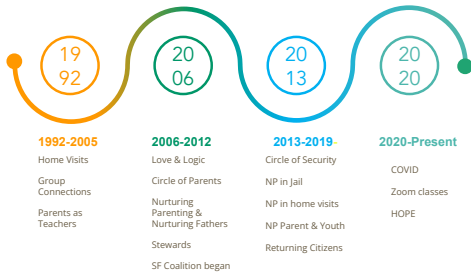 19
92
20
06
20
13
20
20
1992-2005
Home Visits
Group
Connections
Parents as
Teachers
2006-2012
Love & Logic
Circle of Parents
Nurturing
Parenting &
Nurturing Fathers
Stewards
SF Coalition began
2013-2019
Circle of Security
NP in Jail
NP in home visits
NP Parent & Youth
Returning Citizens
2020-Present
COVID
Zoom classes
HOPE